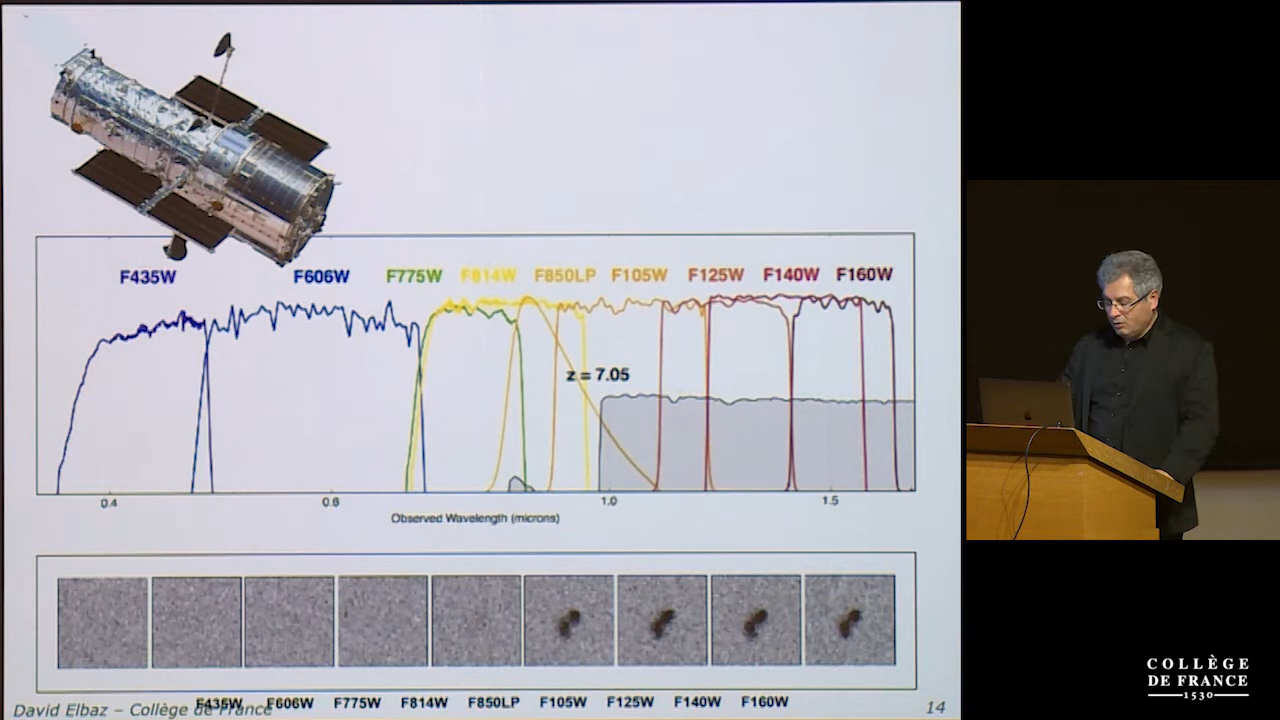 F435W F606W F775W F814W F850LP F105W F125W F140W F160W
z = 7.05
0.4 0.6 1.0 1.5
Observed Wavelength (microns)
F435W F606W F775W F814W F850LP F105W F125W F140W F160W
David Elbaz – Collège de France
14
COLLÈGE
DE FRANCE
1530